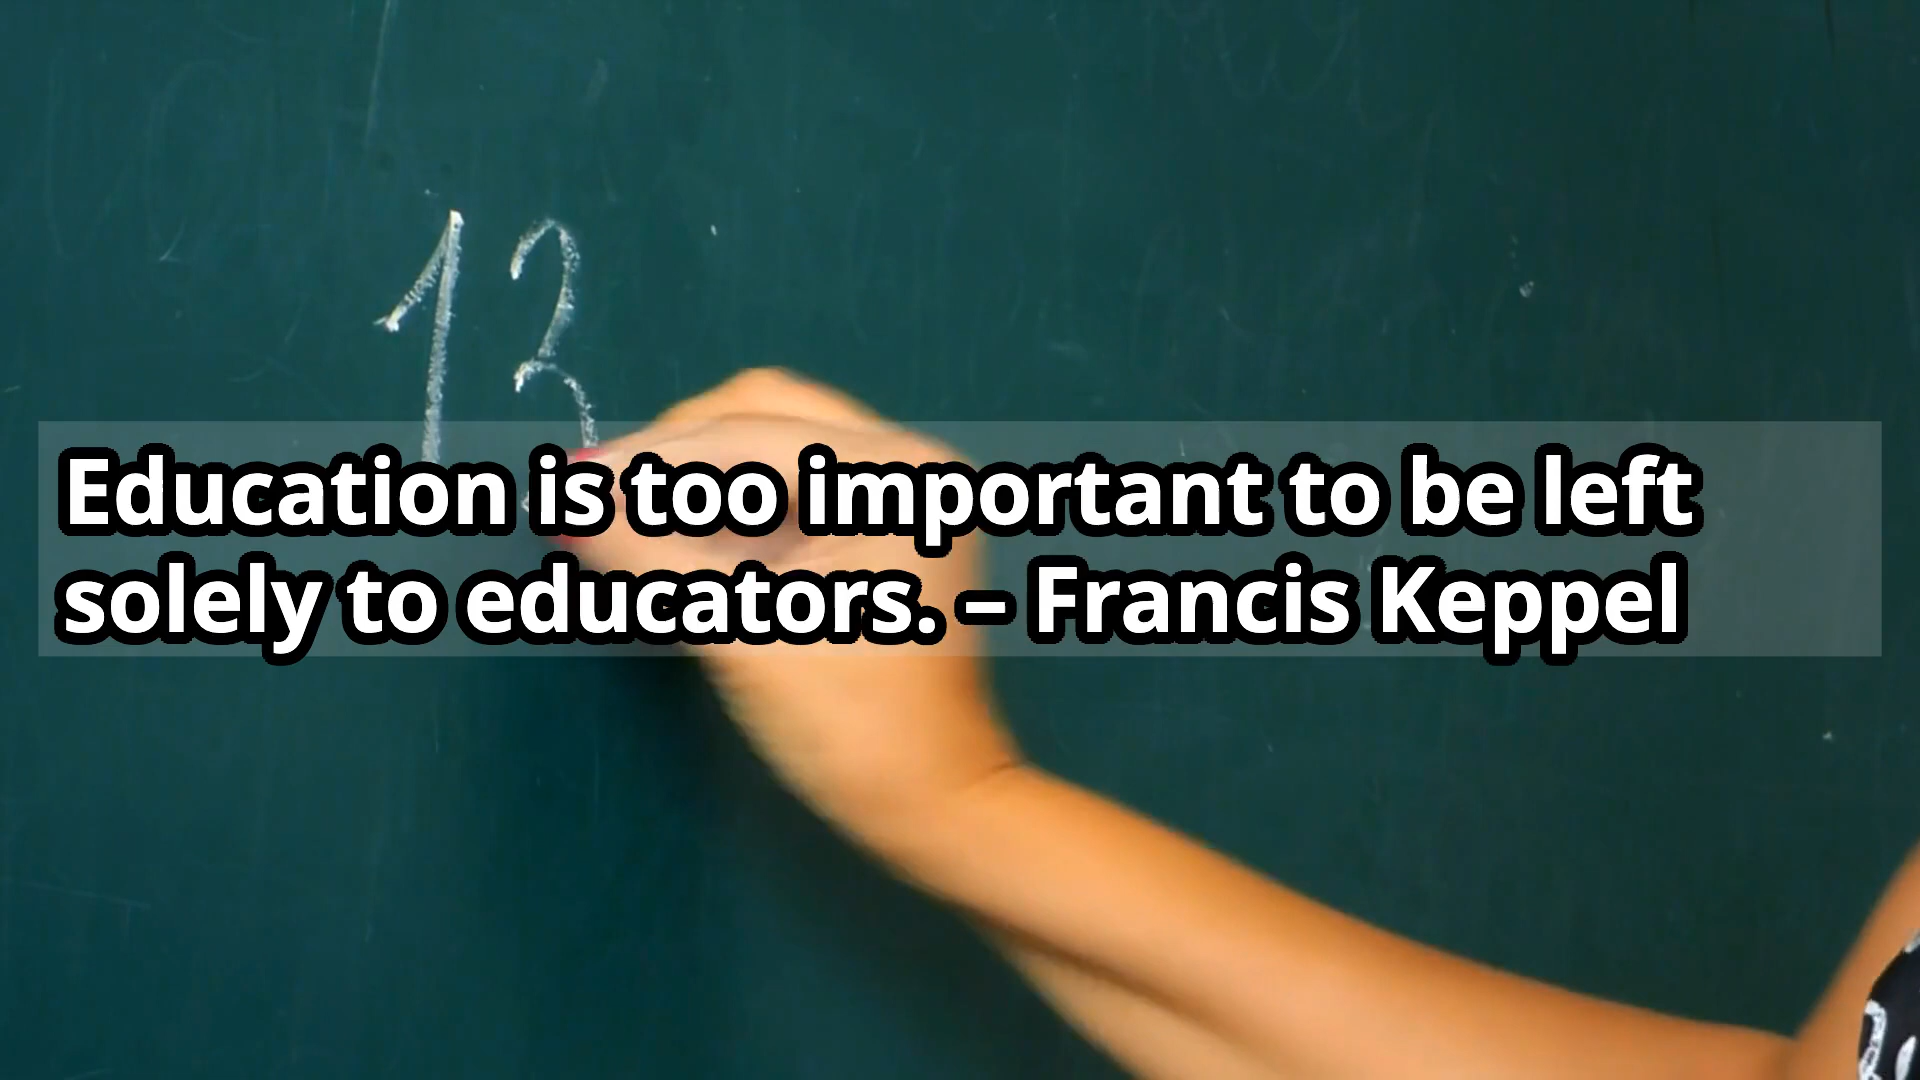 13
Education is too important to be left
solely to educators. – Francis Keppel